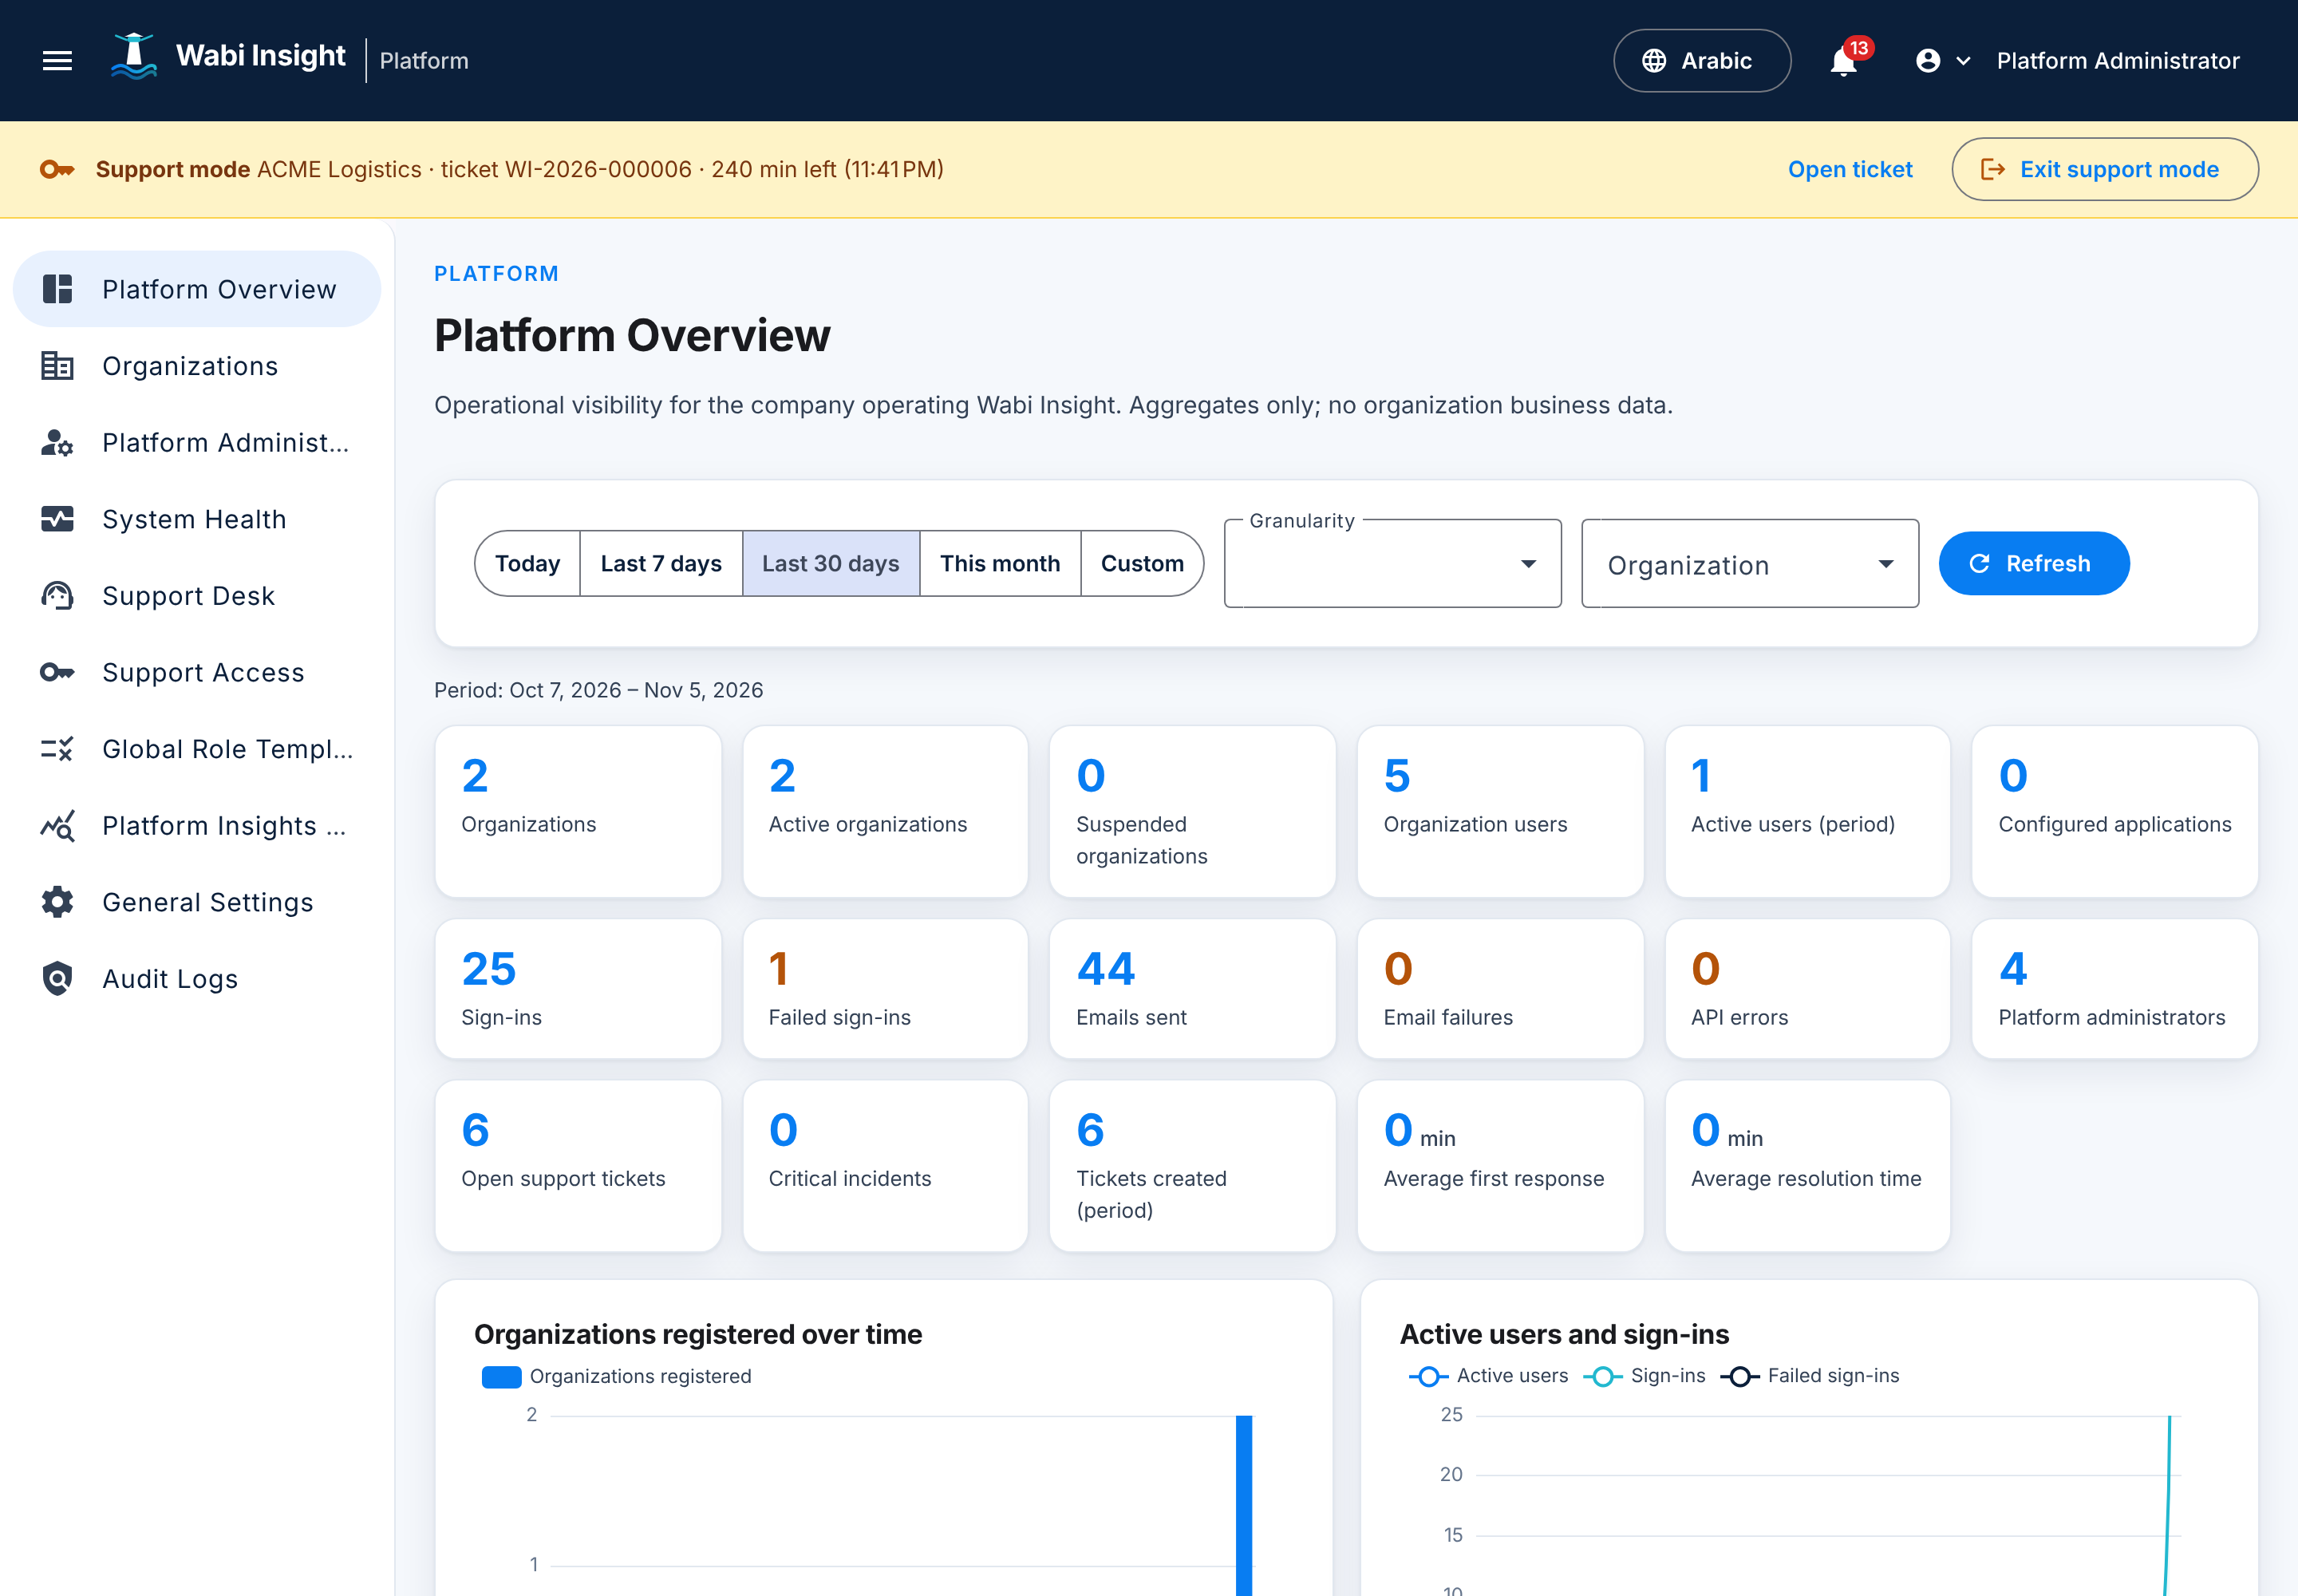 Wabi Insight
Platform
Arabic
13
Platform Administrator
Support mode ACME Logistics · ticket WI-2026-000006 · 240 min left (11:41 PM)
Open ticket
Exit support mode
Platform Overview
Organizations
Platform Administ...
System Health
Support Desk
Support Access
Global Role Templ...
Platform Insights ...
General Settings
Audit Logs
PLATFORM
Platform Overview
Operational visibility for the company operating Wabi Insight. Aggregates only; no organization business data.
Today
Last 7 days
Last 30 days
This month
Custom
Granularity
Organization
Refresh
Period: Oct 7, 2026 – Nov 5, 2026
2
Organizations
2
Active organizations
0
Suspended
organizations
5
Organization users
1
Active users (period)
0
Configured applications
25
Sign-ins
1
Failed sign-ins
44
Emails sent
0
Email failures
0
API errors
4
Platform administrators
6
Open support tickets
0
Critical incidents
6
Tickets created
(period)
0 min
Average first response
0 min
Average resolution time
Organizations registered over time
Organizations registered
2
1
Active users and sign-ins
Active users
Sign-ins
Failed sign-ins
25
20
15
10